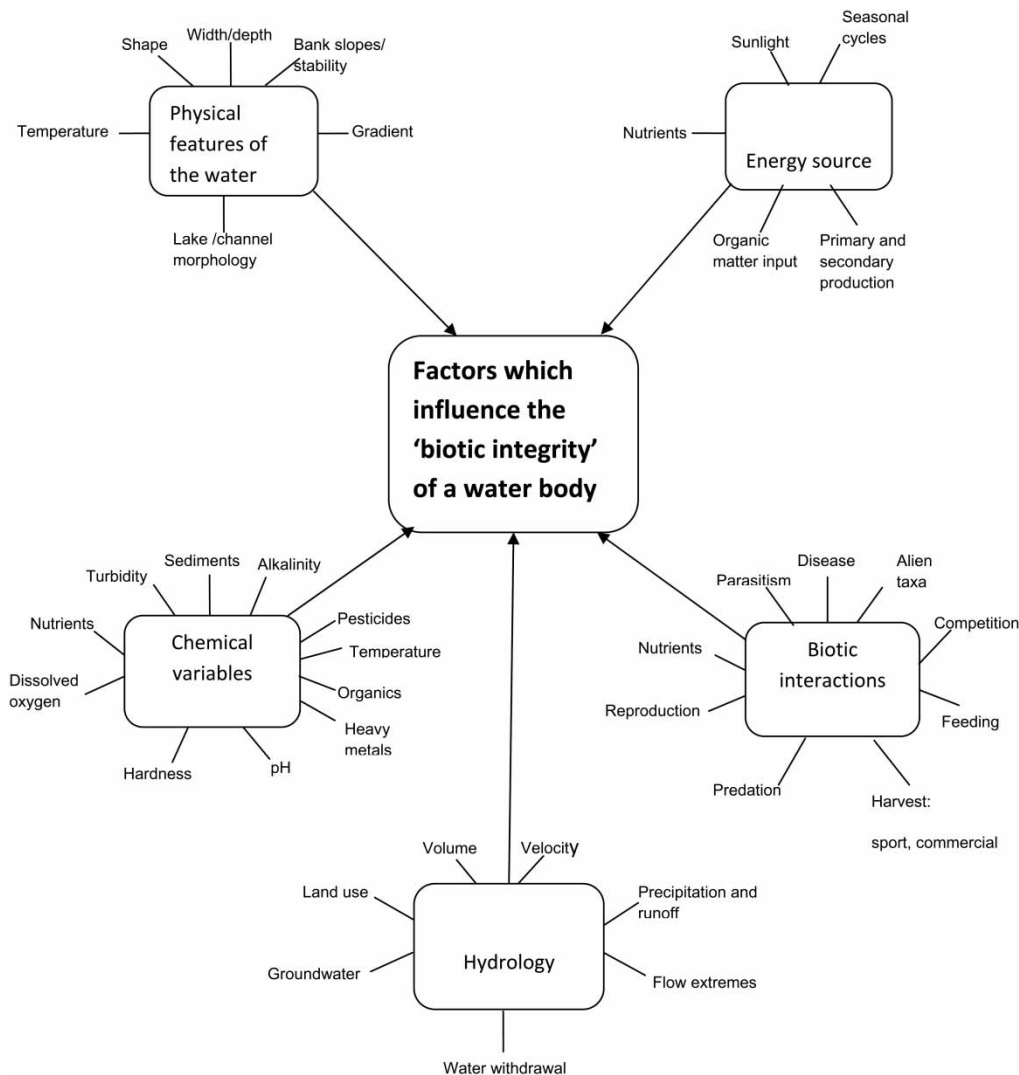 Shape
Width/depth
Bank slopes/
stability
Temperature
Physical
features of
the water
Gradient
Lake /channel
morphology
Sunlight
Seasonal
cycles
Nutrients
Energy source
Organic
matter input
Primary and
secondary
production
Factors which
influence the
‘biotic integrity’
of a water body
Turbidity
Sediments
Alkalinity
Nutrients
Dissolved
oxygen
Chemical
variables
Pesticides
Temperature
Organics
Heavy
metals
Hardness
pH
Parasitism
Disease
Alien
taxa
Competition
Nutrients
Reproduction
Biotic
interactions
Feeding
Predation
Harvest:
sport, commercial
Volume
Velocity
Land use
Precipitation and
runoff
Groundwater
Hydrology
Flow extremes
Water withdrawal